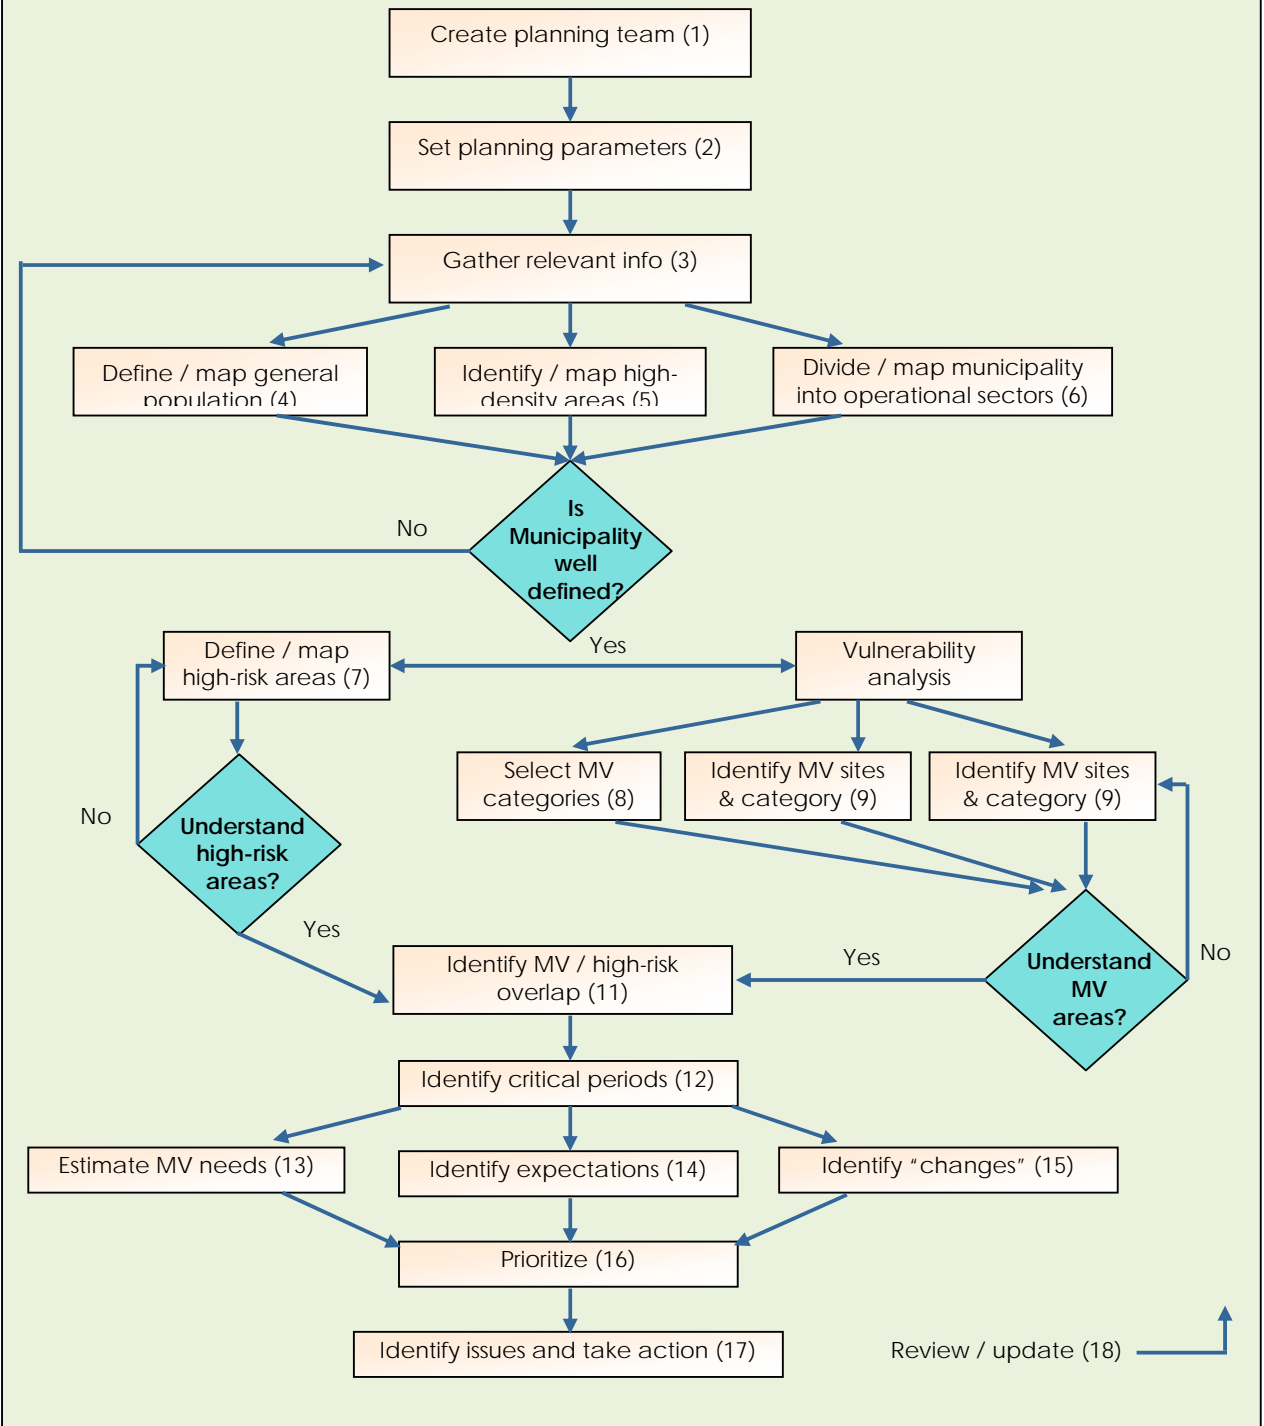 Create planning team (1)
Set planning parameters (2)
Gather relevant info (3)
Define / map general
population (4)
Identify / map high-
density areas (5)
Divide / map municipality
into operational sectors (6)
Is
Municipality
well
defined?
No
Yes
Define / map
high-risk areas (7)
Vulnerability
analysis
Select MV
categories (8)
Identify MV sites
& category (9)
Identify MV sites
& category (9)
No
Understand
high-risk
areas?
Yes
Identify MV / high-risk
overlap (11)
Yes
Understand
MV
areas?
No
Identify critical periods (12)
Estimate MV needs (13)
Identify expectations (14)
Identify “changes” (15)
Prioritize (16)
Identify issues and take action (17)
Review / update (18)